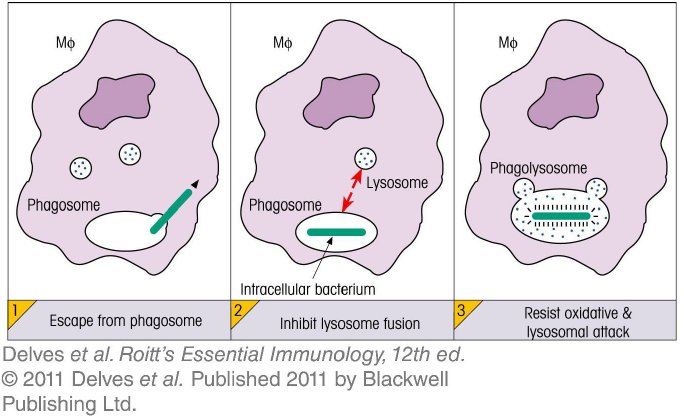 Mϕ
Phagosome
1
Escape from phagosome
Mϕ
Lysosome
Phagosome
Intracellular bacterium
2
Inhibit lysosome fusion
Mϕ
Phagolysosome
3
Resist oxidative &
lysosomal attack
Delves et al. Roitt's Essential Immunology, 12th ed.
© 2011 Delves et al. Published 2011 by Blackwell
Publishing Ltd.